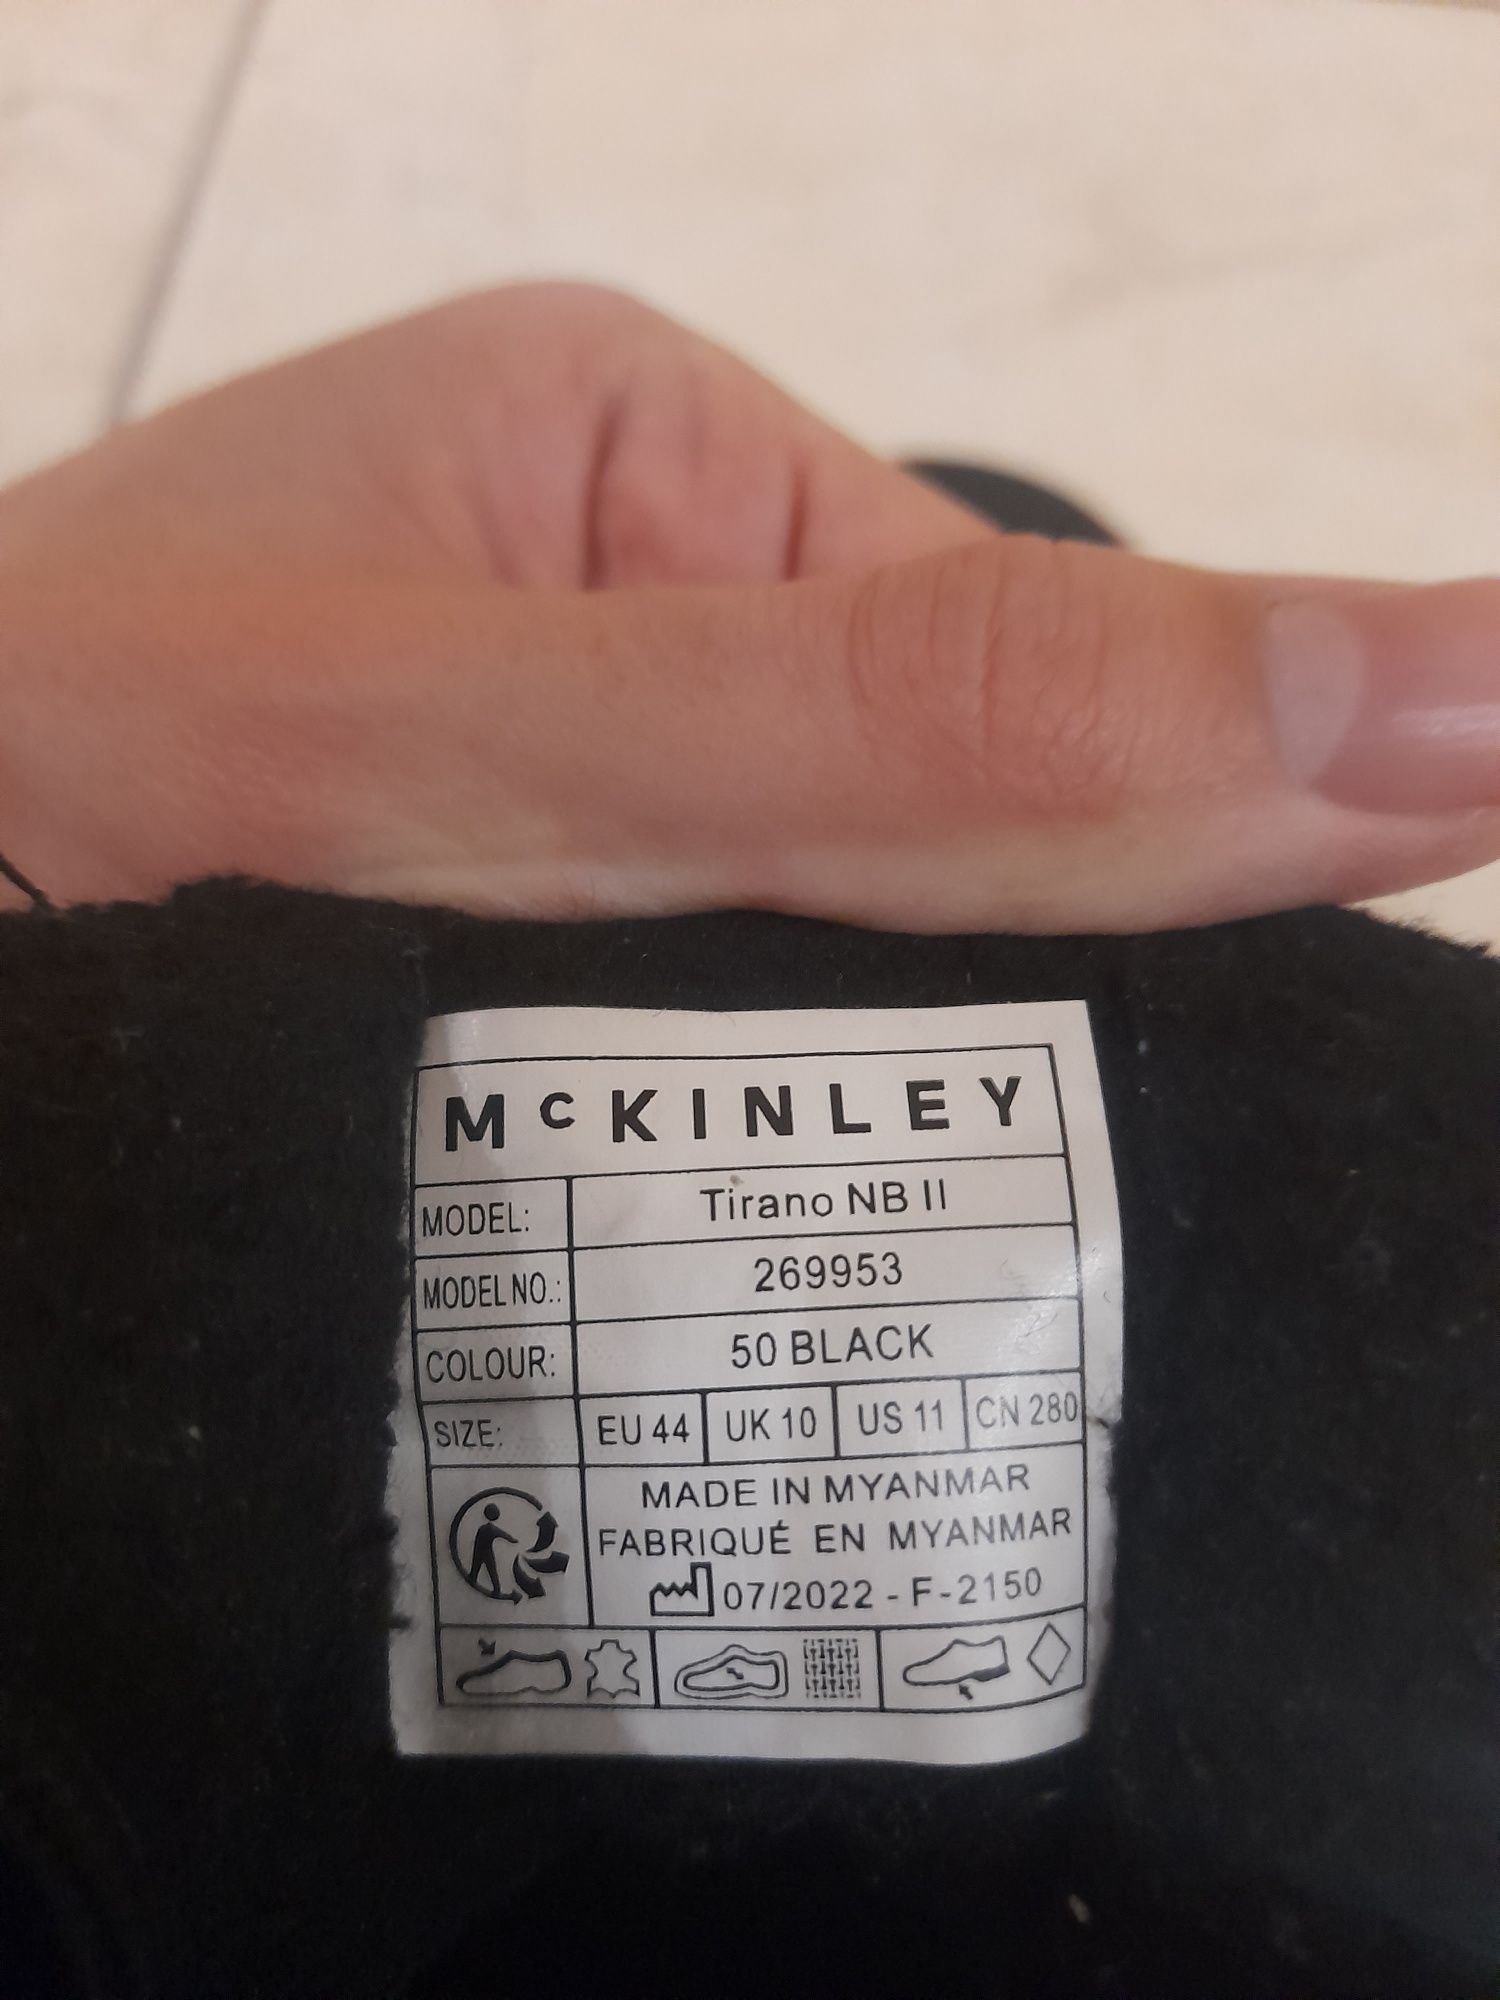 McKINLEY
MODEL: Tirano NB II
MODEL NO.: 269953
COLOUR: 50 BLACK
SIZE: EU 44 UK 10 US 11 CN 280
MADE IN MYANMAR
FABRIQUÉ EN MYANMAR
07/2022 - F-2150